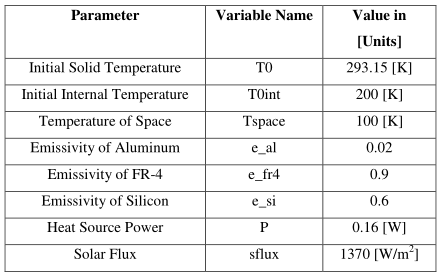 Parameter Variable Name Value in
[Units]
Initial Solid Temperature T0 293.15 [K]
Initial Internal Temperature T0int 200 [K]
Temperature of Space Tspace 100 [K]
Emissivity of Aluminum e_al 0.02
Emissivity of FR-4 e_fr4 0.9
Emissivity of Silicon e_si 0.6
Heat Source Power P 0.16 [W]
Solar Flux sflux 1370 [W/m²]